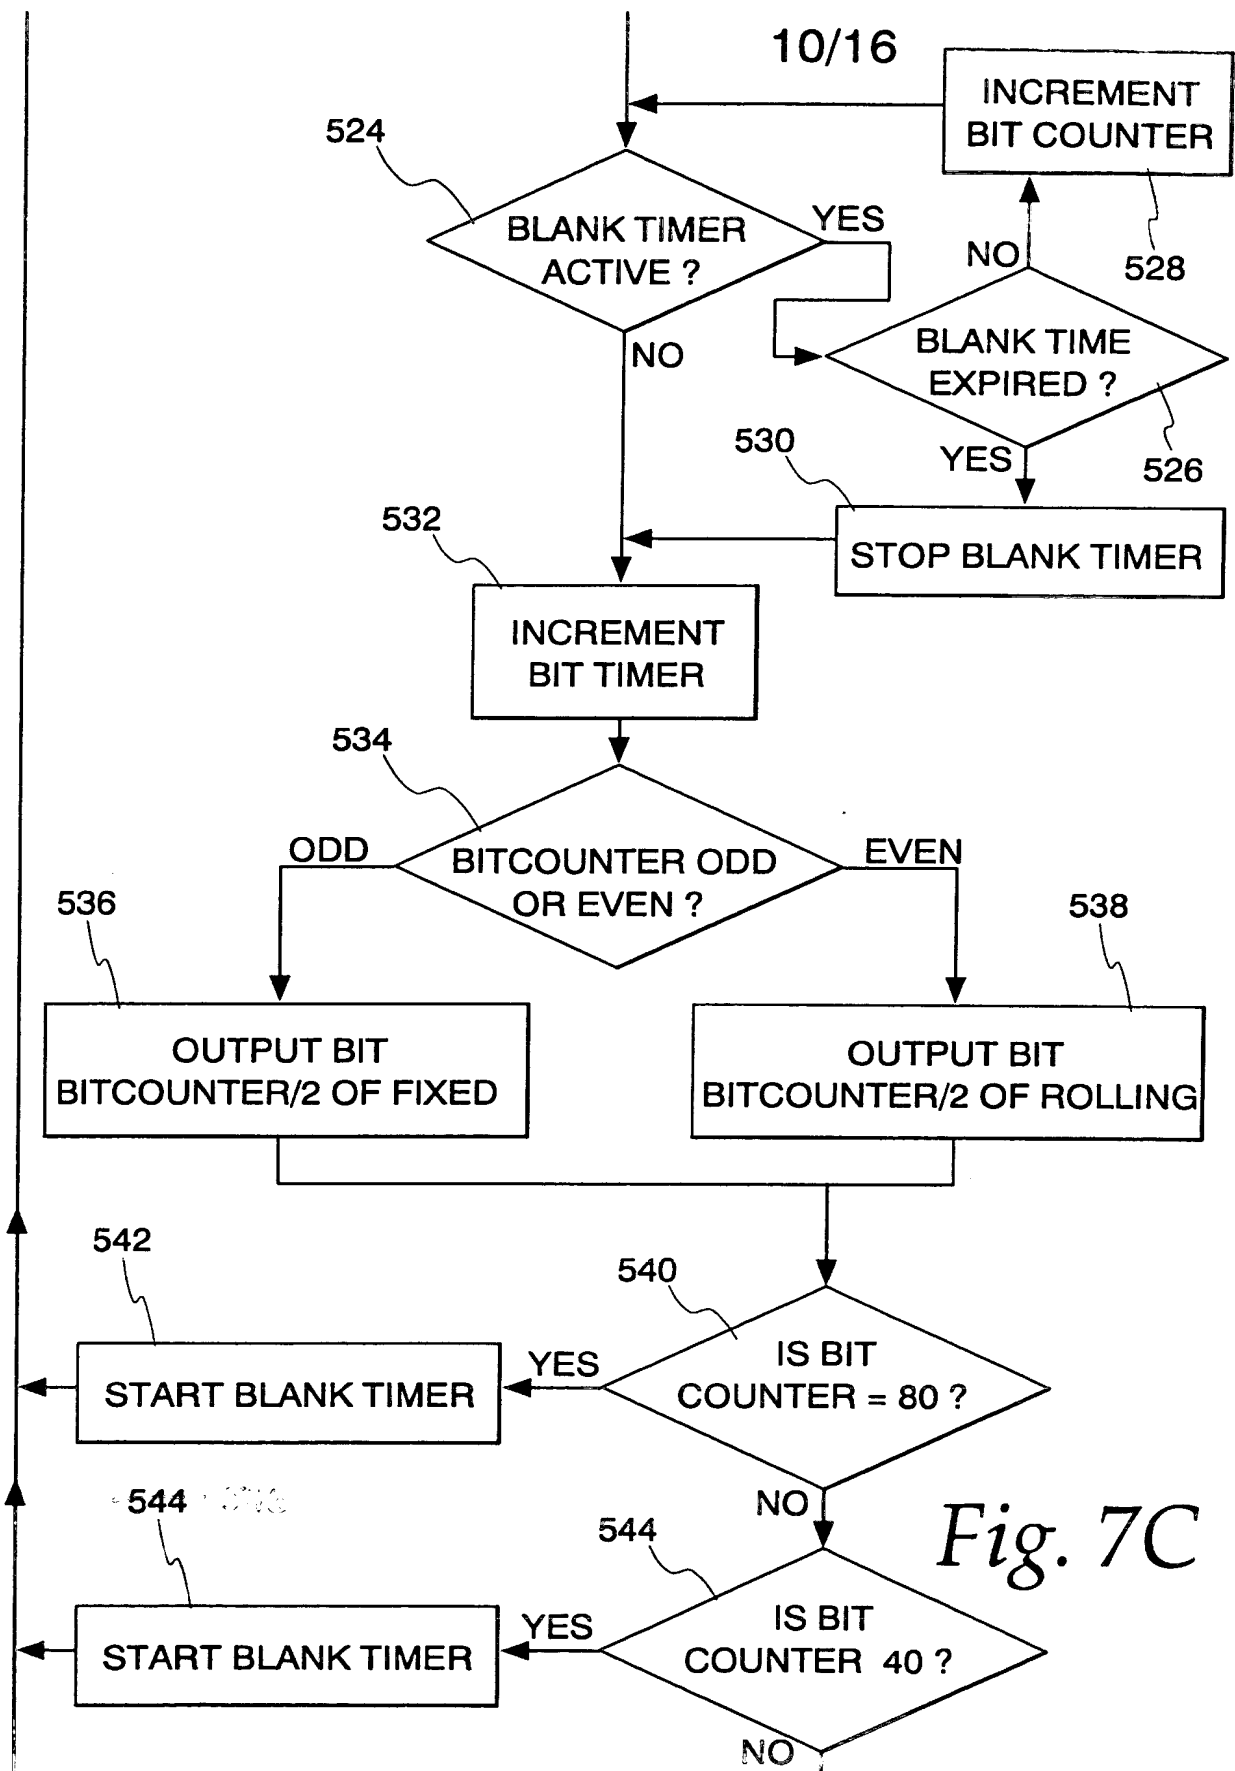 10/16
INCREMENT
BIT COUNTER
528
524
BLANK TIMER
ACTIVE ?
YES
NO
NO
BLANK TIME
EXPIRED ?
526
YES
530
STOP BLANK TIMER
532
INCREMENT
BIT TIMER
534
BITCOUNTER ODD
OR EVEN ?
ODD
EVEN
536
OUTPUT BIT
BITCOUNTER/2 OF FIXED
538
OUTPUT BIT
BITCOUNTER/2 OF ROLLING
540
IS BIT
COUNTER = 80 ?
YES
542
START BLANK TIMER
NO
544
IS BIT
COUNTER 40 ?
YES
544
START BLANK TIMER
NO
Fig. 7C